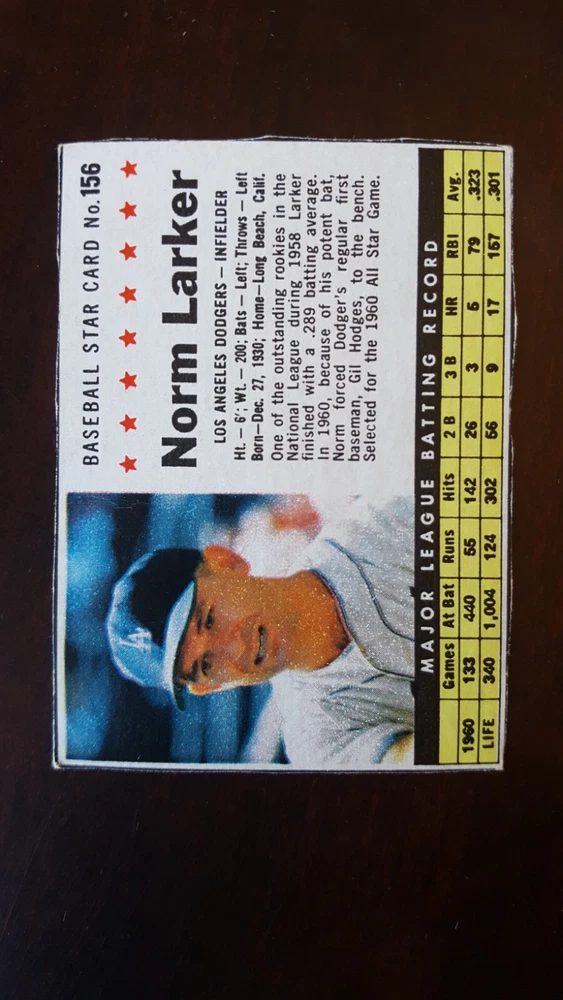 BASEBALL STAR CARD No.156
Norm Larker
LOS ANGELES DODGERS — INFIELDER
Ht. — 6'; Wt. — 200; Bats — Left; Throws — Left
Born—Dec. 27, 1930; Home—Long Beach, Calif.
One of the outstanding rookies in the
National League during 1958 Larker
finished with a .289 batting average.
In 1960, because of his potent bat,
Norm forced Dodger's regular first
baseman, Gil Hodges, to the bench.
Selected for the 1960 All Star Game.
LA
MAJOR LEAGUE BATTING RECORD
Games At Bat Runs Hits 2 B 3 B HR RBI Avg.
1960 133 440 55 142 26 3 5 79 .323
LIFE 340 1,004 124 302 56 9 17 157 .301